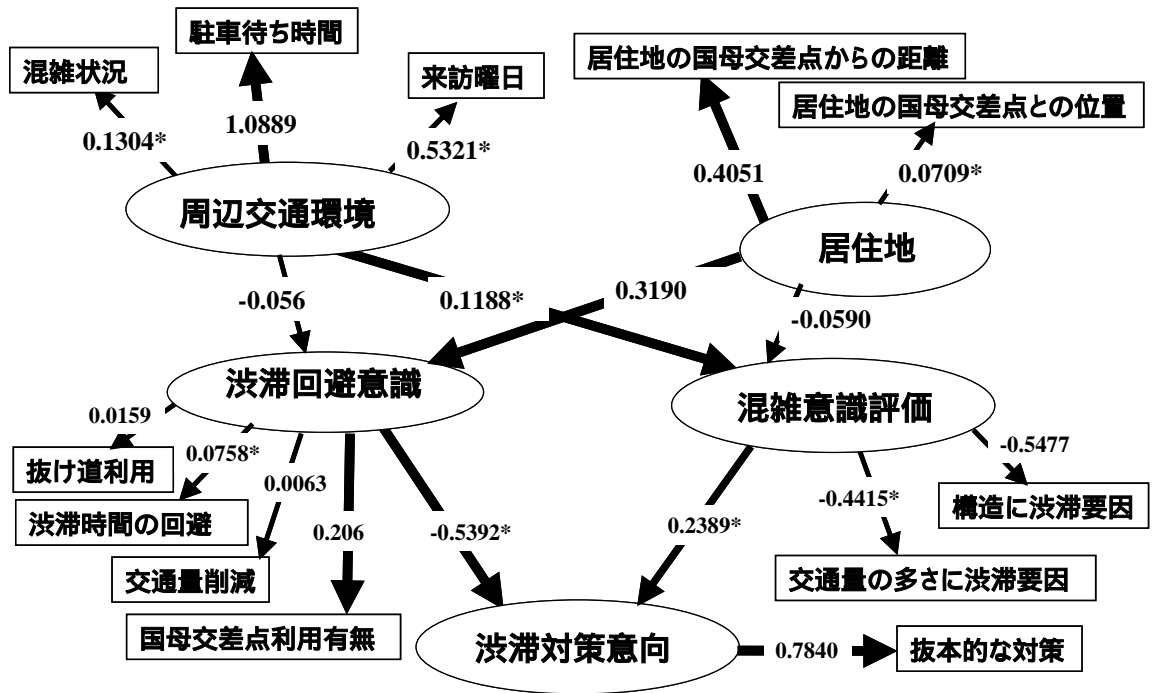 駐車待ち時間
混雑状況
来訪曜日
居住地の国母交差点からの距離
居住地の国母交差点との位置
0.1304*
1.0889
0.5321*
0.4051
0.0709*
周辺交通環境
居住地
-0.056
0.1188*
0.3190
-0.0590
渋滞回避意識
混雑意識評価
0.0159
抜け道利用
0.0758*
渋滞時間の回避
0.0063
交通量削減
0.206
国母交差点利用有無
-0.5392*
0.2389*
-0.4415*
-0.5477
構造に渋滞要因
交通量の多さに渋滞要因
渋滞対策意向
0.7840
抜本的な対策